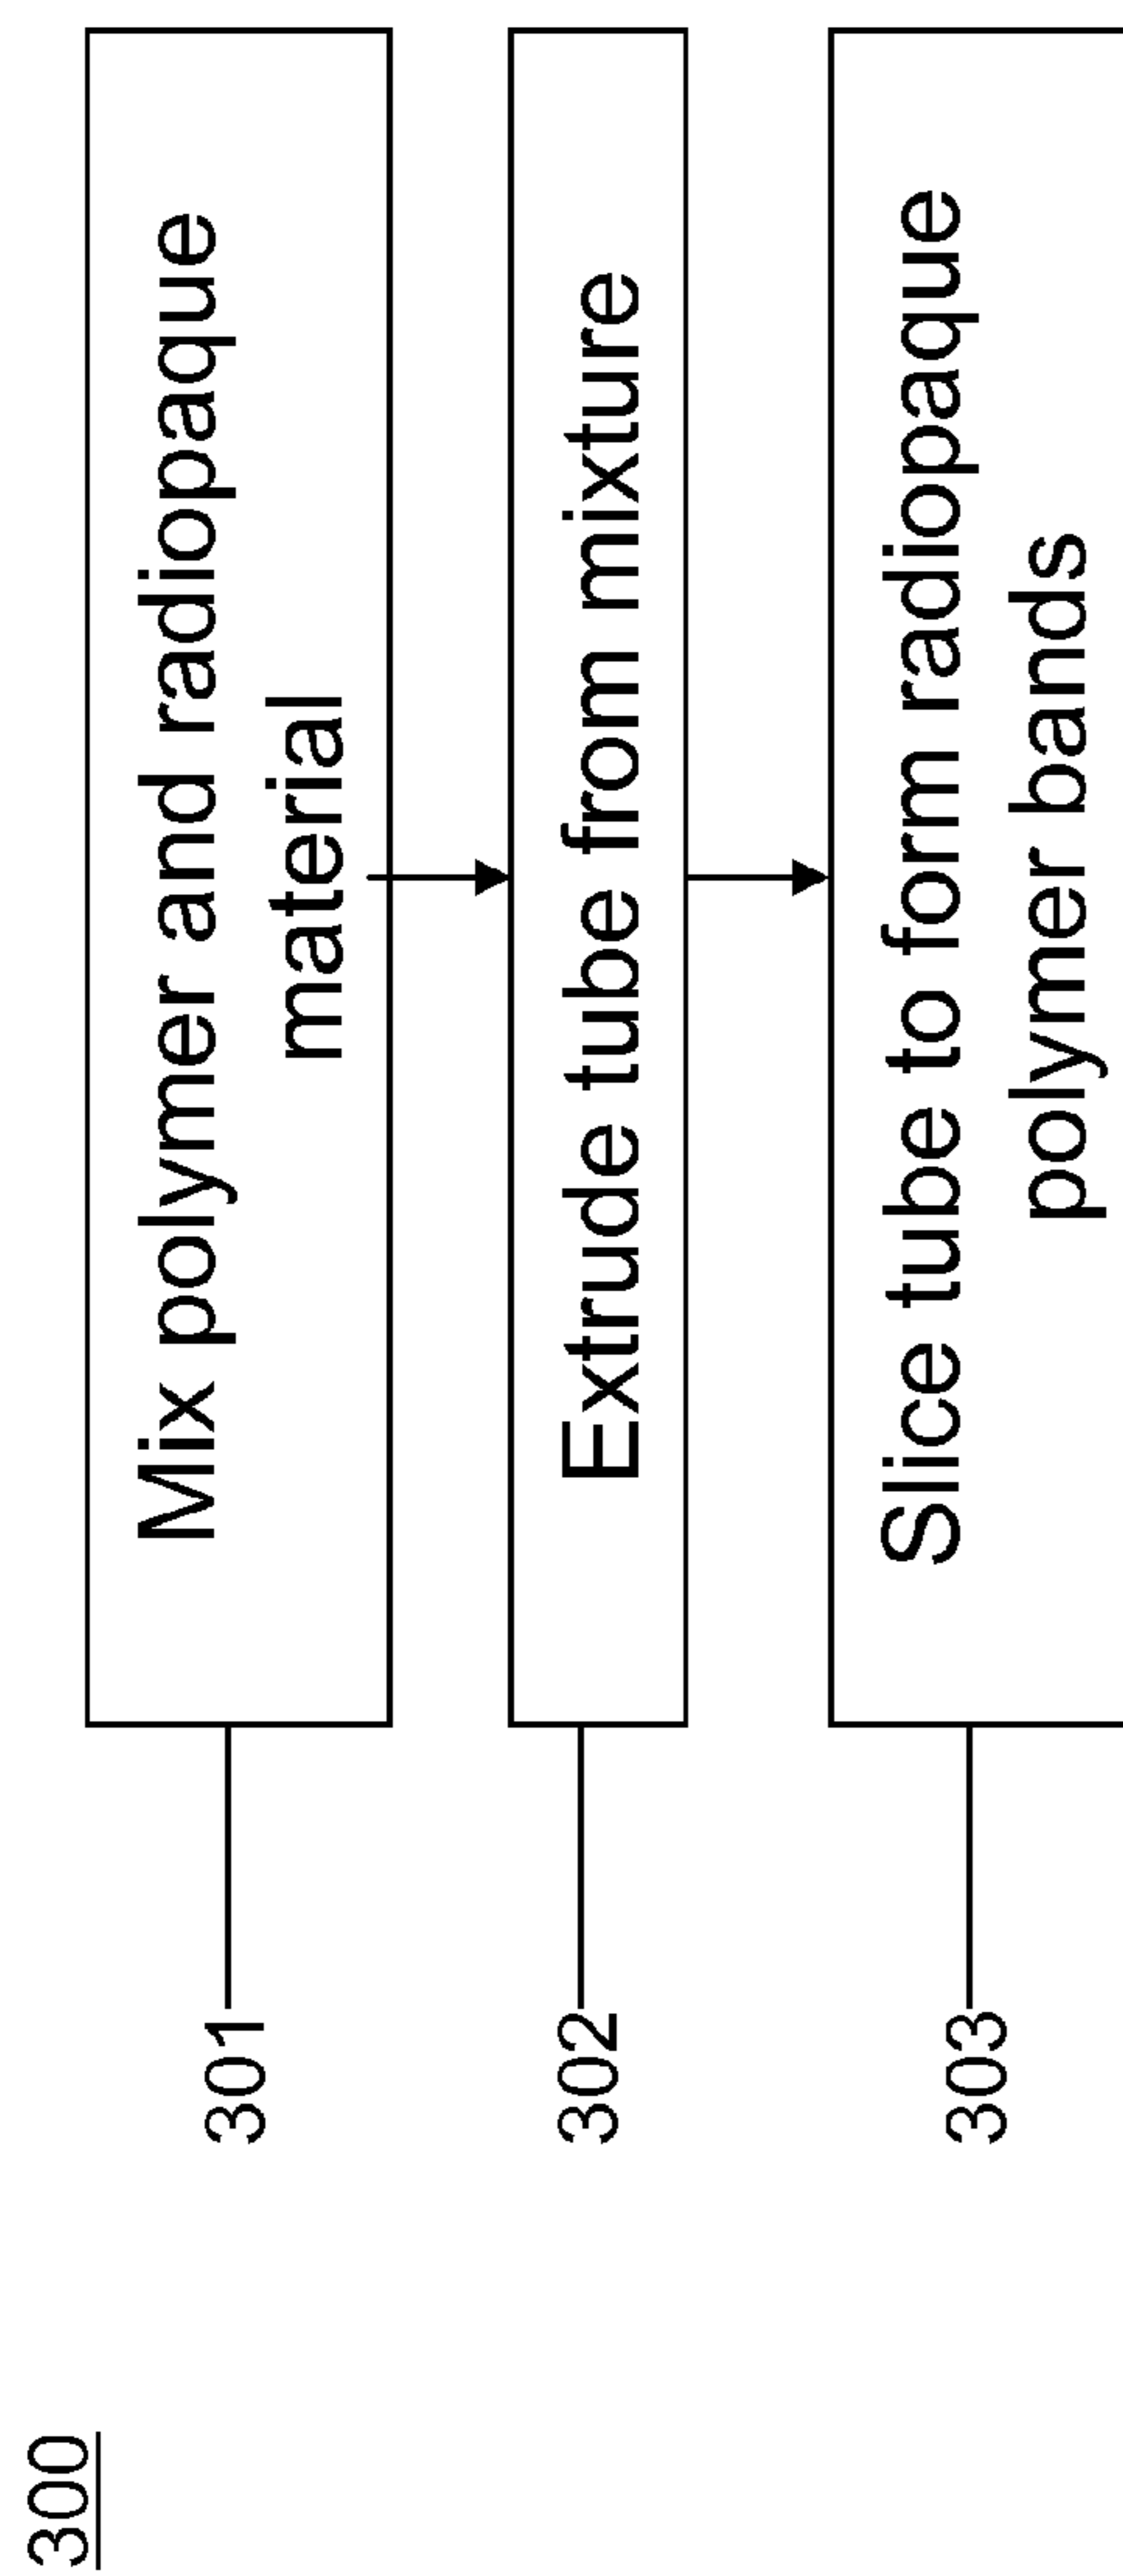 300
301
Mix polymer and radiopaque
material
302
Extrude tube from mixture
303
Slice tube to form radiopaque
polymer bands